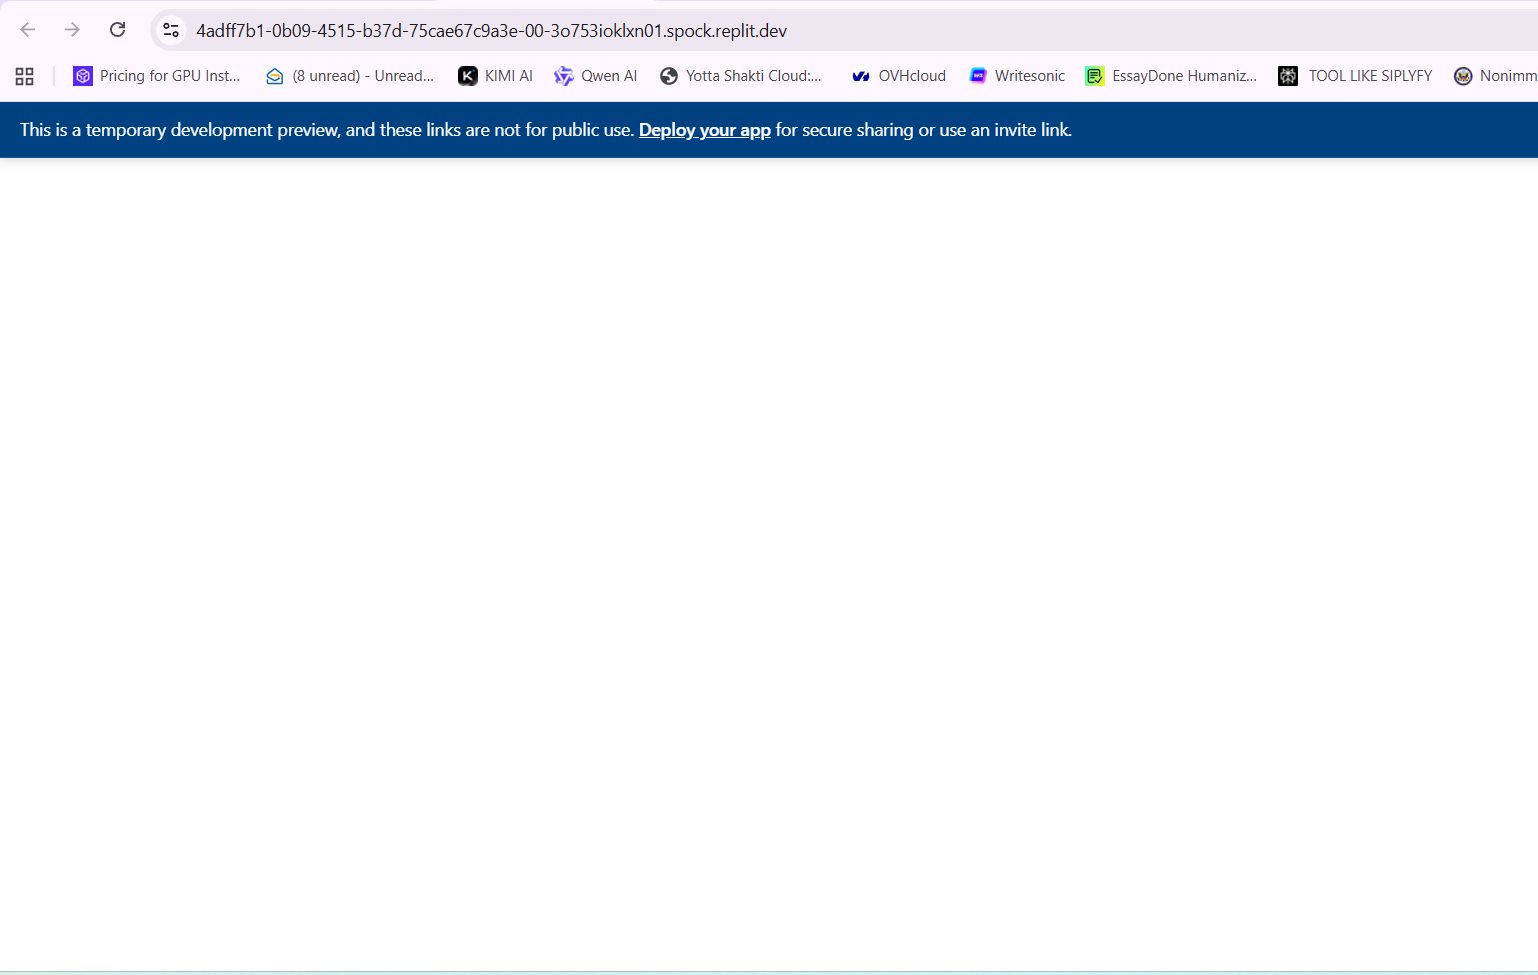 4adff7b1-0b09-4515-b37d-75cae67c9a3e-00-3o753ioklxn01.spock.replit.dev
Pricing for GPU Inst... (8 unread) - Unread... KIMI AI Qwen AI Yotta Shakti Cloud:... OVHcloud Writesonic EssayDone Humaniz... TOOL LIKE SIPLYFY Nonimm
This is a temporary development preview, and these links are not for public use. Deploy your app for secure sharing or use an invite link.